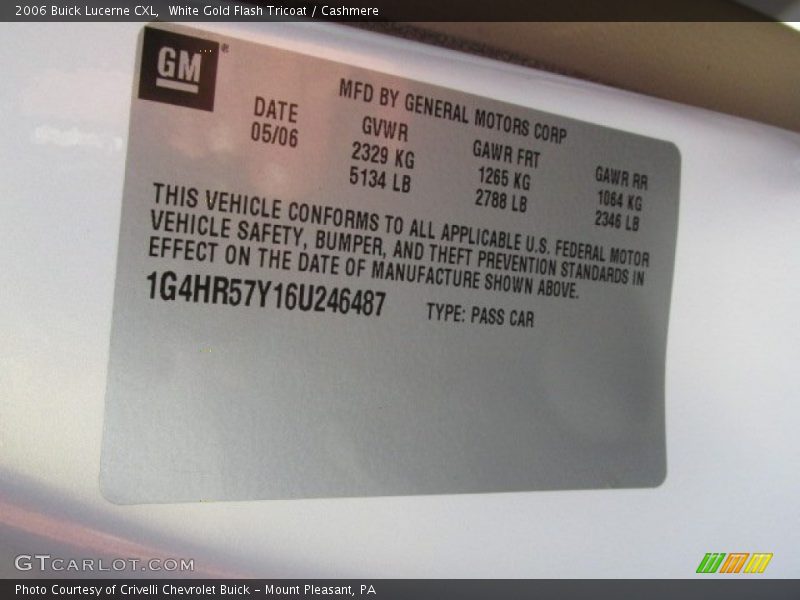 2006 Buick Lucerne CXL, White Gold Flash Tricoat / Cashmere
GM®
MFD BY GENERAL MOTORS CORP
DATE GVWR GAWR FRT GAWR RR
05/06 2329 KG 1265 KG 1064 KG
5134 LB 2788 LB 2346 LB
THIS VEHICLE CONFORMS TO ALL APPLICABLE U.S. FEDERAL MOTOR
VEHICLE SAFETY, BUMPER, AND THEFT PREVENTION STANDARDS IN
EFFECT ON THE DATE OF MANUFACTURE SHOWN ABOVE.
1G4HR57Y16U246487 TYPE: PASS CAR
GTCARLOT.COM
Photo Courtesy of Crivelli Chevrolet Buick - Mount Pleasant, PA